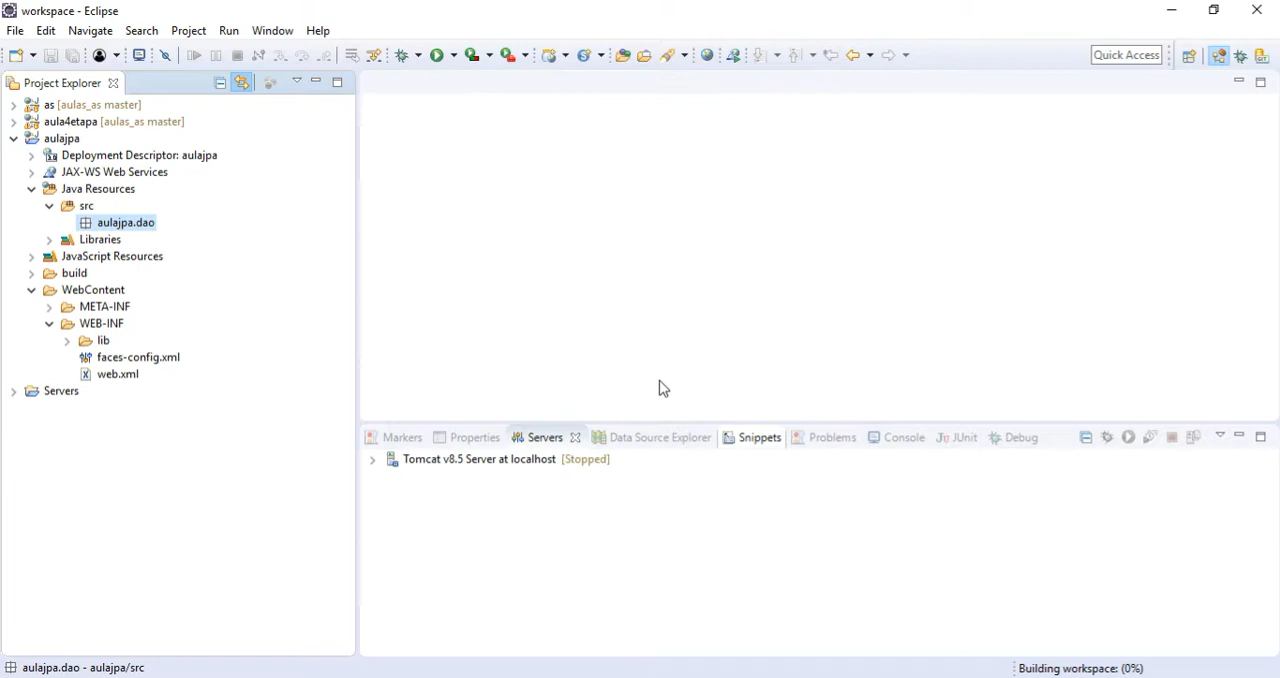 workspace - Eclipse
File Edit Navigate Search Project Run Window Help
Quick Access
Project Explorer
as [aulas_as master]
aula4etapa [aulas_as master]
aulajpa
Deployment Descriptor: aulajpa
JAX-WS Web Services
Java Resources
src
aulajpa.dao
Libraries
JavaScript Resources
build
WebContent
META-INF
WEB-INF
lib
faces-config.xml
web.xml
Servers
Markers Properties Servers Data Source Explorer Snippets Problems Console JUnit Debug
Tomcat v8.5 Server at localhost [Stopped]
aulajpa.dao - aulajpa/src
Building workspace: (0%)